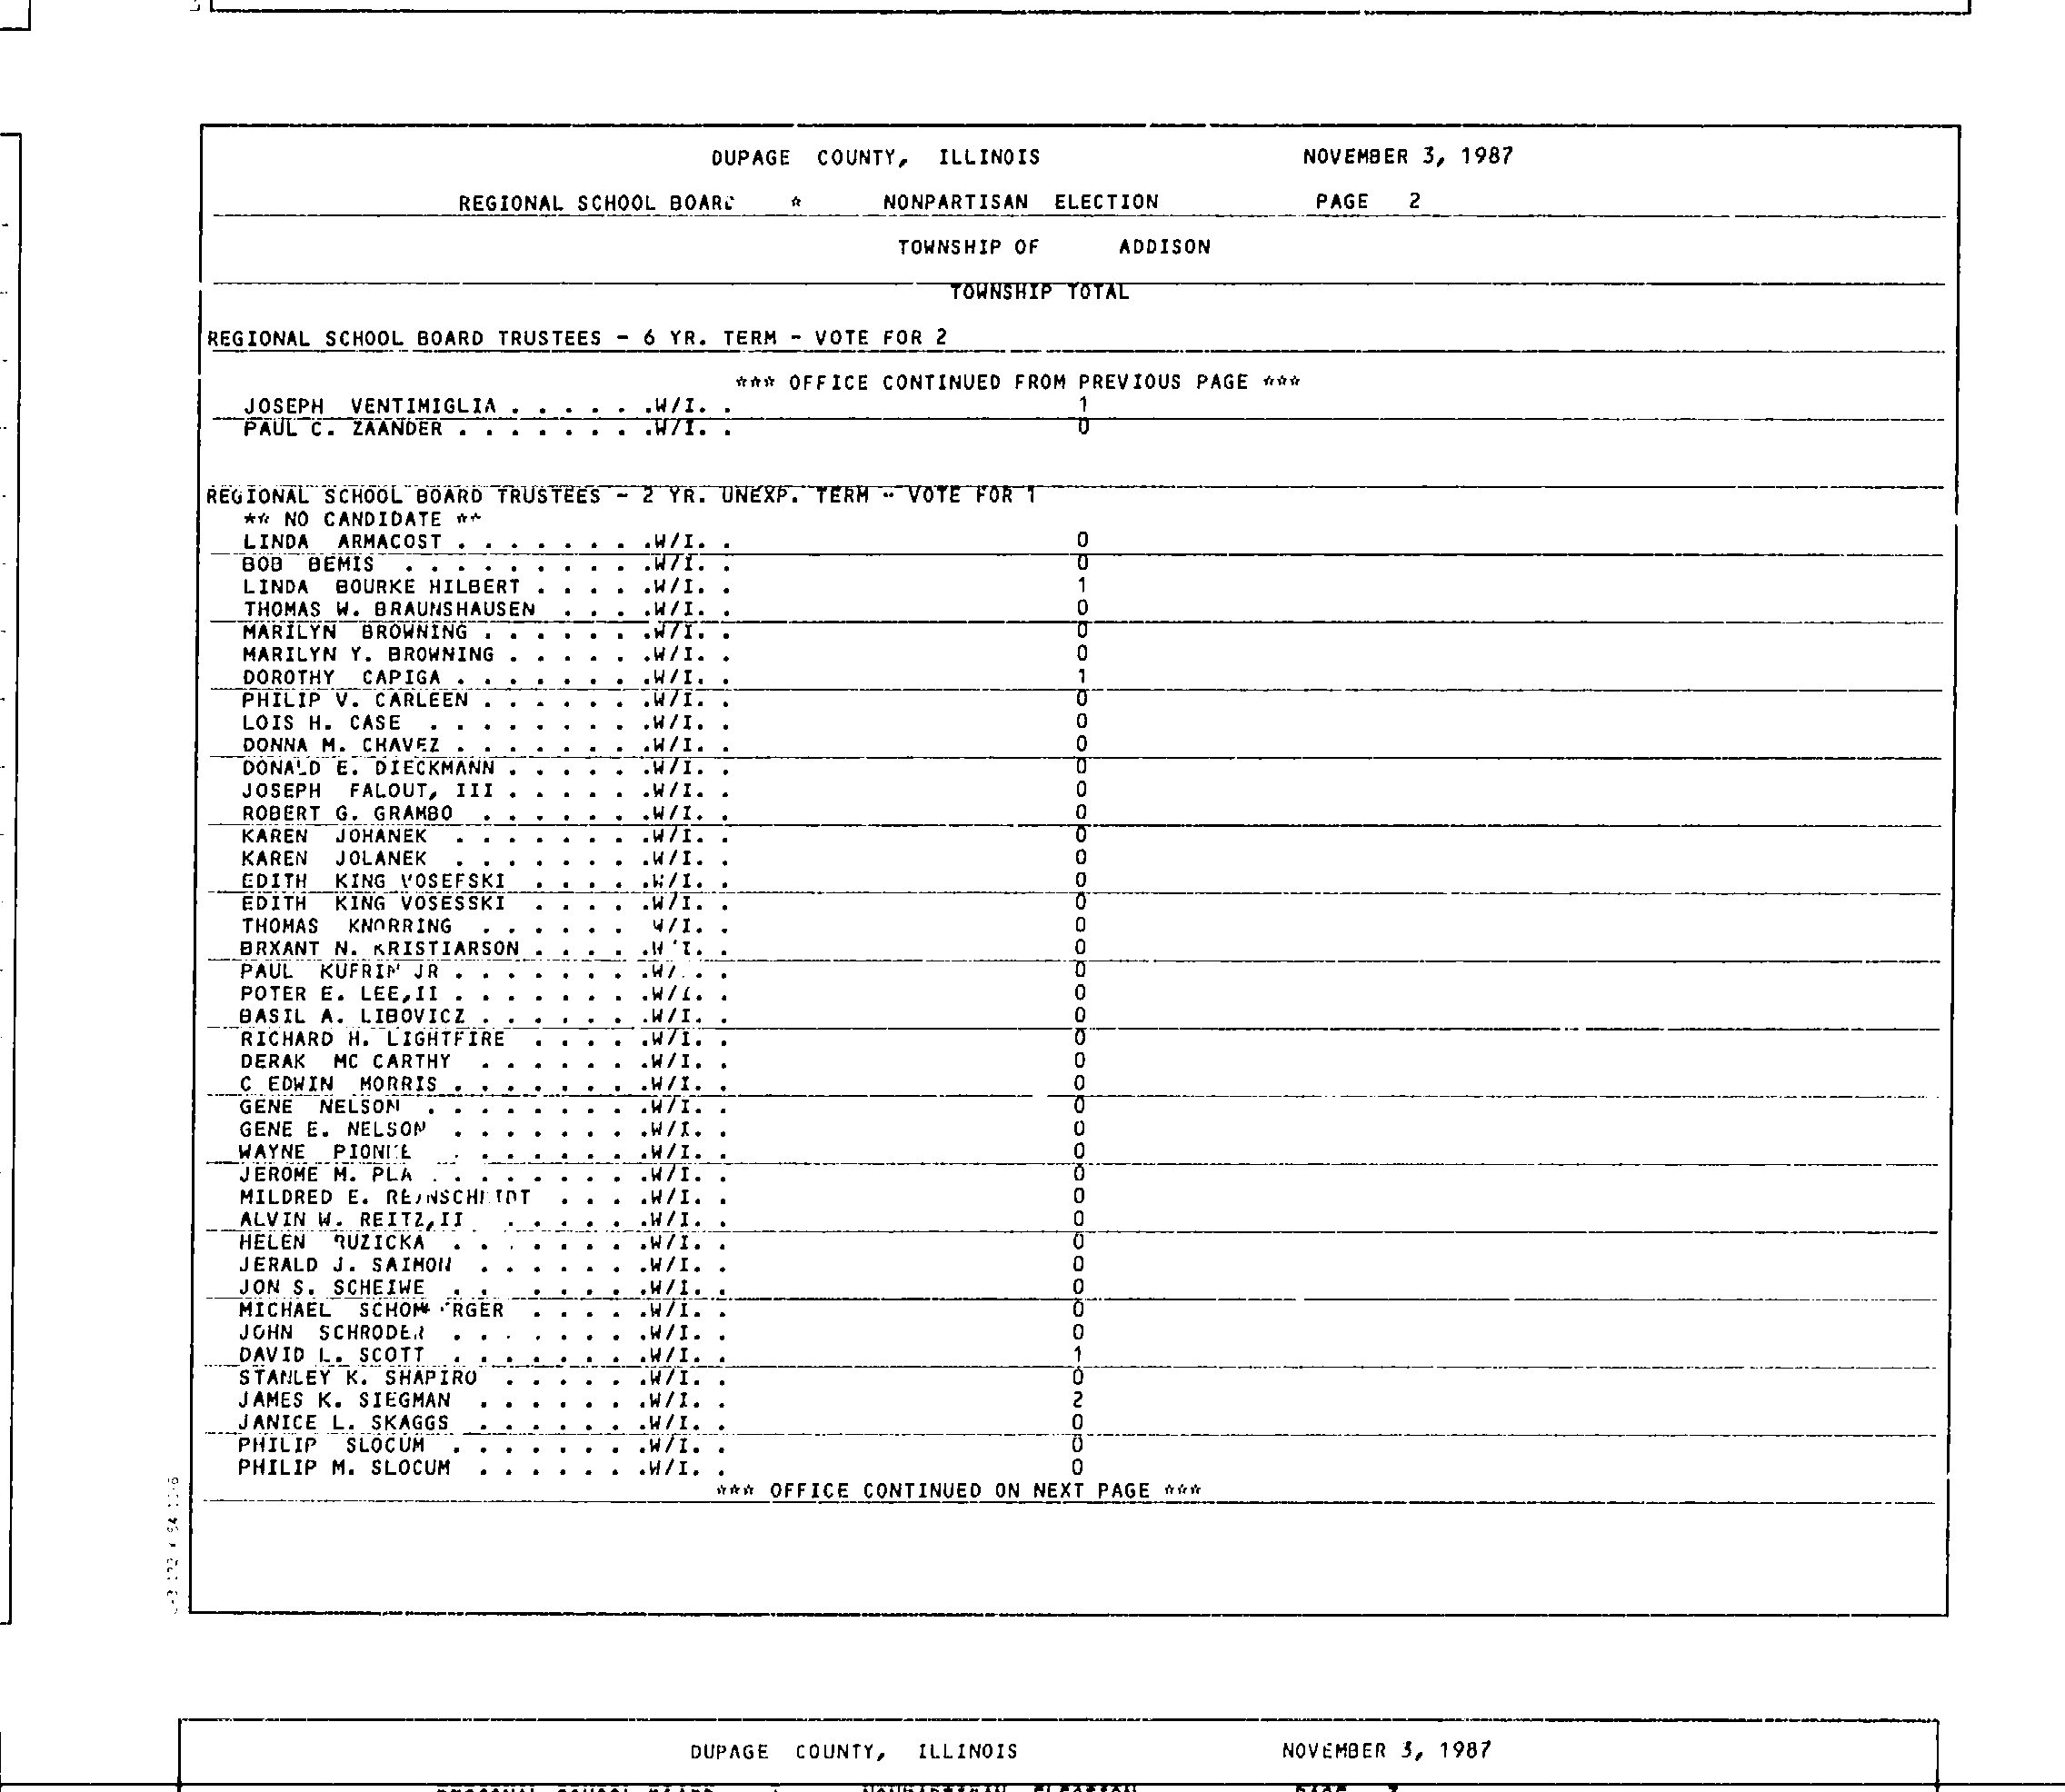 DUPAGE COUNTY, ILLINOIS NOVEMBER 3, 1987
REGIONAL SCHOOL BOARD * NONPARTISAN ELECTION PAGE 2
TOWNSHIP OF ADDISON
TOWNSHIP TOTAL
REGIONAL SCHOOL BOARD TRUSTEES - 6 YR. TERM - VOTE FOR 2
*** OFFICE CONTINUED FROM PREVIOUS PAGE ***
JOSEPH VENTIMIGLIA . . . . . .W/I. . 1
PAUL C. ZAANDER . . . . . . . .W/I. . 0
REGIONAL SCHOOL BOARD TRUSTEES - 2 YR. UNEXP. TERM - VOTE FOR 1
** NO CANDIDATE **
LINDA ARMACOST . . . . . . . .W/I. . 0
BOB BEMIS . . . . . . . . . .W/I. . 0
LINDA BOURKE HILBERT . . . . .W/I. . 1
THOMAS W. BRAUNSHAUSEN . . . .W/I. . 0
MARILYN BROWNING . . . . . . .W/I. . 0
MARILYN Y. BROWNING . . . . . .W/I. . 0
DOROTHY CAPIGA . . . . . . . .W/I. . 1
PHILIP V. CARLEEN . . . . . . .W/I. . 0
LOIS H. CASE . . . . . . . . .W/I. . 0
DONNA M. CHAVEZ . . . . . . . .W/I. . 0
DONALD E. DIECKMANN . . . . . .W/I. . 0
JOSEPH FALOUT, III . . . . . .W/I. . 0
ROBERT G. GRAMBO . . . . . . .W/I. . 0
KAREN JOHANEK . . . . . . . .W/I. . 0
KAREN JOLANEK . . . . . . . .W/I. . 0
EDITH KING VOSEFSKI . . . . .W/I. . 0
EDITH KING VOSESSKI . . . . .W/I. . 0
THOMAS KNORRING . . . . . . W/I. . 0
BRXANT N. KRISTIARSON . . . . .W/I. . 0
PAUL KUFRIN JR . . . . . . . .W/. . . 0
POTER E. LEE,II . . . . . . . .W/I. . 0
BASIL A. LIBOVICZ . . . . . . .W/I. . 0
RICHARD H. LIGHTFIRE . . . . .W/I. . 0
DERAK MC CARTHY . . . . . . .W/I. . 0
C EDWIN MORRIS . . . . . . . .W/I. . 0
GENE NELSON . . . . . . . . .W/I. . 0
GENE E. NELSON . . . . . . . .W/I. . 0
WAYNE . . . . . . . .W/I. . 0
JEROME M. PLA . . . . . . . . .W/I. . 0
MILDRED E. . . . .W/I. . 0
ALVIN W. REITZ,II . . . . . .W/I. . 0
HELEN RUZICKA . . . . . . . .W/I. . 0
JERALD J. SAIMON . . . . . . .W/I. . 0
JON S. SCHEIWE . . . . . . .W/I. . 0
MICHAEL . . . . .W/I. . 0
JOHN SCHRODER . . . . . . . .W/I. . 0
DAVID L. SCOTT . . . . . . . .W/I. . 1
STANLEY K. SHAPIRO . . . . . .W/I. . 0
JAMES K. SIEGMAN . . . . . . .W/I. . 2
JANICE L. SKAGGS . . . . . . .W/I. . 0
PHILIP SLOCUM . . . . . . . .W/I. . 0
PHILIP M. SLOCUM . . . . . . .W/I. . 0
*** OFFICE CONTINUED ON NEXT PAGE ***
DUPAGE COUNTY, ILLINOIS NOVEMBER 3, 1987